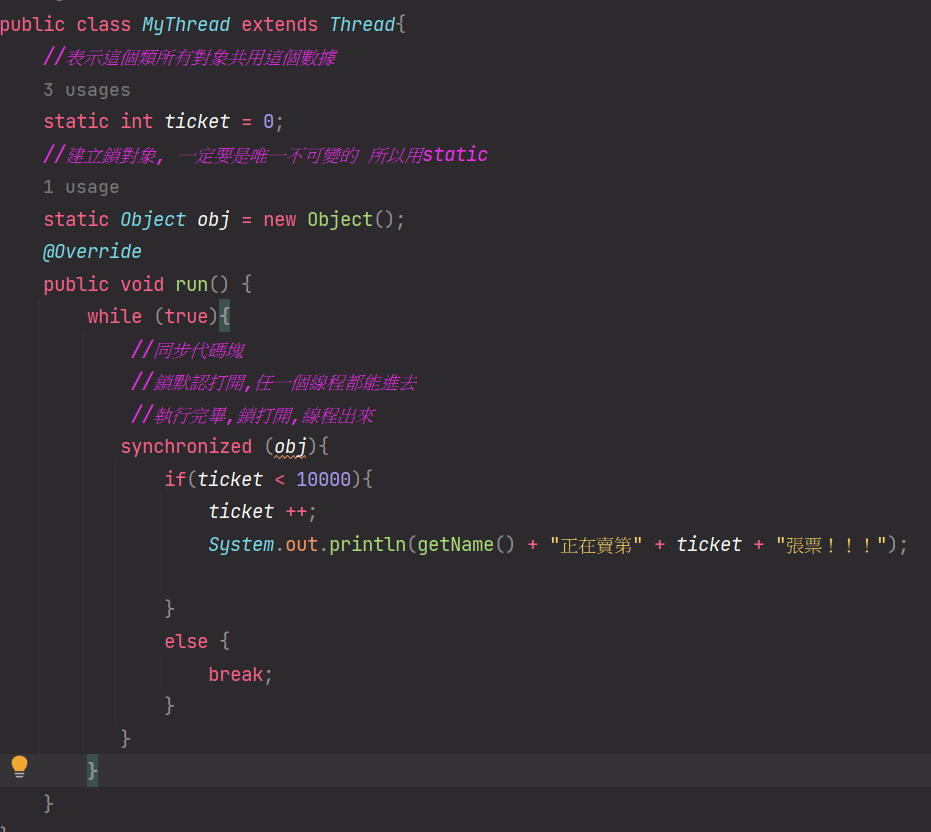 public class MyThread extends Thread{
//表示這個類所有對象共用這個數據
3 usages
static int ticket = 0;
//建立鎖對象, 一定要是唯一不可變的 所以用static
1 usage
static Object obj = new Object();
@Override
public void run() {
while (true){
//同步代碼塊
//鎖默認打開,任一個線程都能進去
//執行完畢,鎖打開,線程出來
synchronized (obj){
if(ticket < 10000){
ticket ++;
System.out.println(getName() + "正在賣第" + ticket + "張票！！！");
}
else {
break;
}
}
}
}